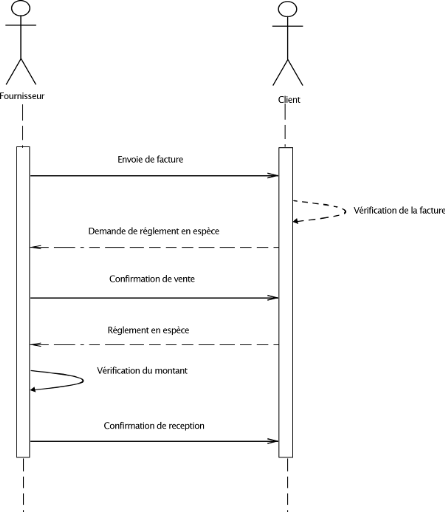 Fournisseur
Client
Envoie de facture
Vérification de la facture
Demande de réglement en espèce
Confirmation de vente
Réglement en espèce
Vérification du montant
Confirmation de reception